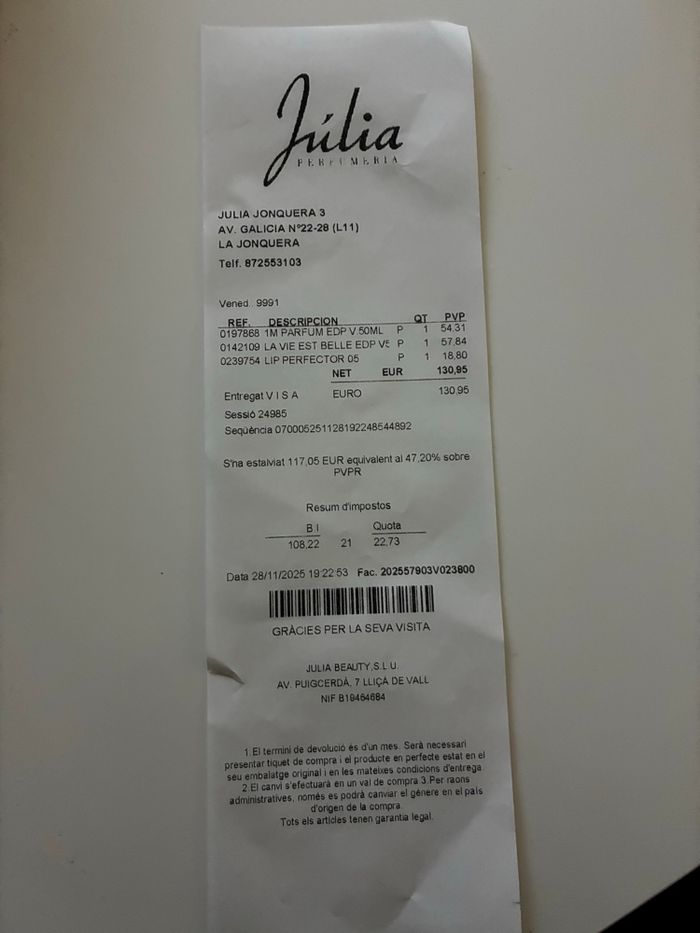 Júlia
PERFUMERIA
JULIA JONQUERA 3
AV. GALICIA Nº22-28 (L11)
LA JONQUERA
Telf. 872553103
Vened.. 9991
REF. DESCRIPCION QT PVP
0197868 1M PARFUM EDP V.50ML P 1 54,31
0142109 LA VIE EST BELLE EDP V5 P 1 57,84
0239754 LIP PERFECTOR 05 P 1 18,80
NET EUR 130,95
Entregat V I S A EURO 130,95
Sessió 24985
Seqüència 070005251128192248544892
S'ha estalviat 117,05 EUR equivalent al 47,20% sobre
PVPR
Resum d'impostos
B.I Quota
108,22 21 22,73
Data 28/11/2025 19:22:53 Fac. 202557903V023800
GRÀCIES PER LA SEVA VISITA
JULIA BEAUTY,S.L.U.
AV. PUIGCERDÀ, 7 LLIÇÀ DE VALL
NIF B19464684
1.El termini de devolució és d'un mes. Serà necessari
presentar tiquet de compra i el producte en perfecte estat en el
seu embalatge original i en les mateixes condicions d'entrega.
2.El canvi s'efectuarà en un val de compra 3.Per raons
administratives, només es podrà canviar el génere en el país
d'origen de la compra.
Tots els articles tenen garantia legal.